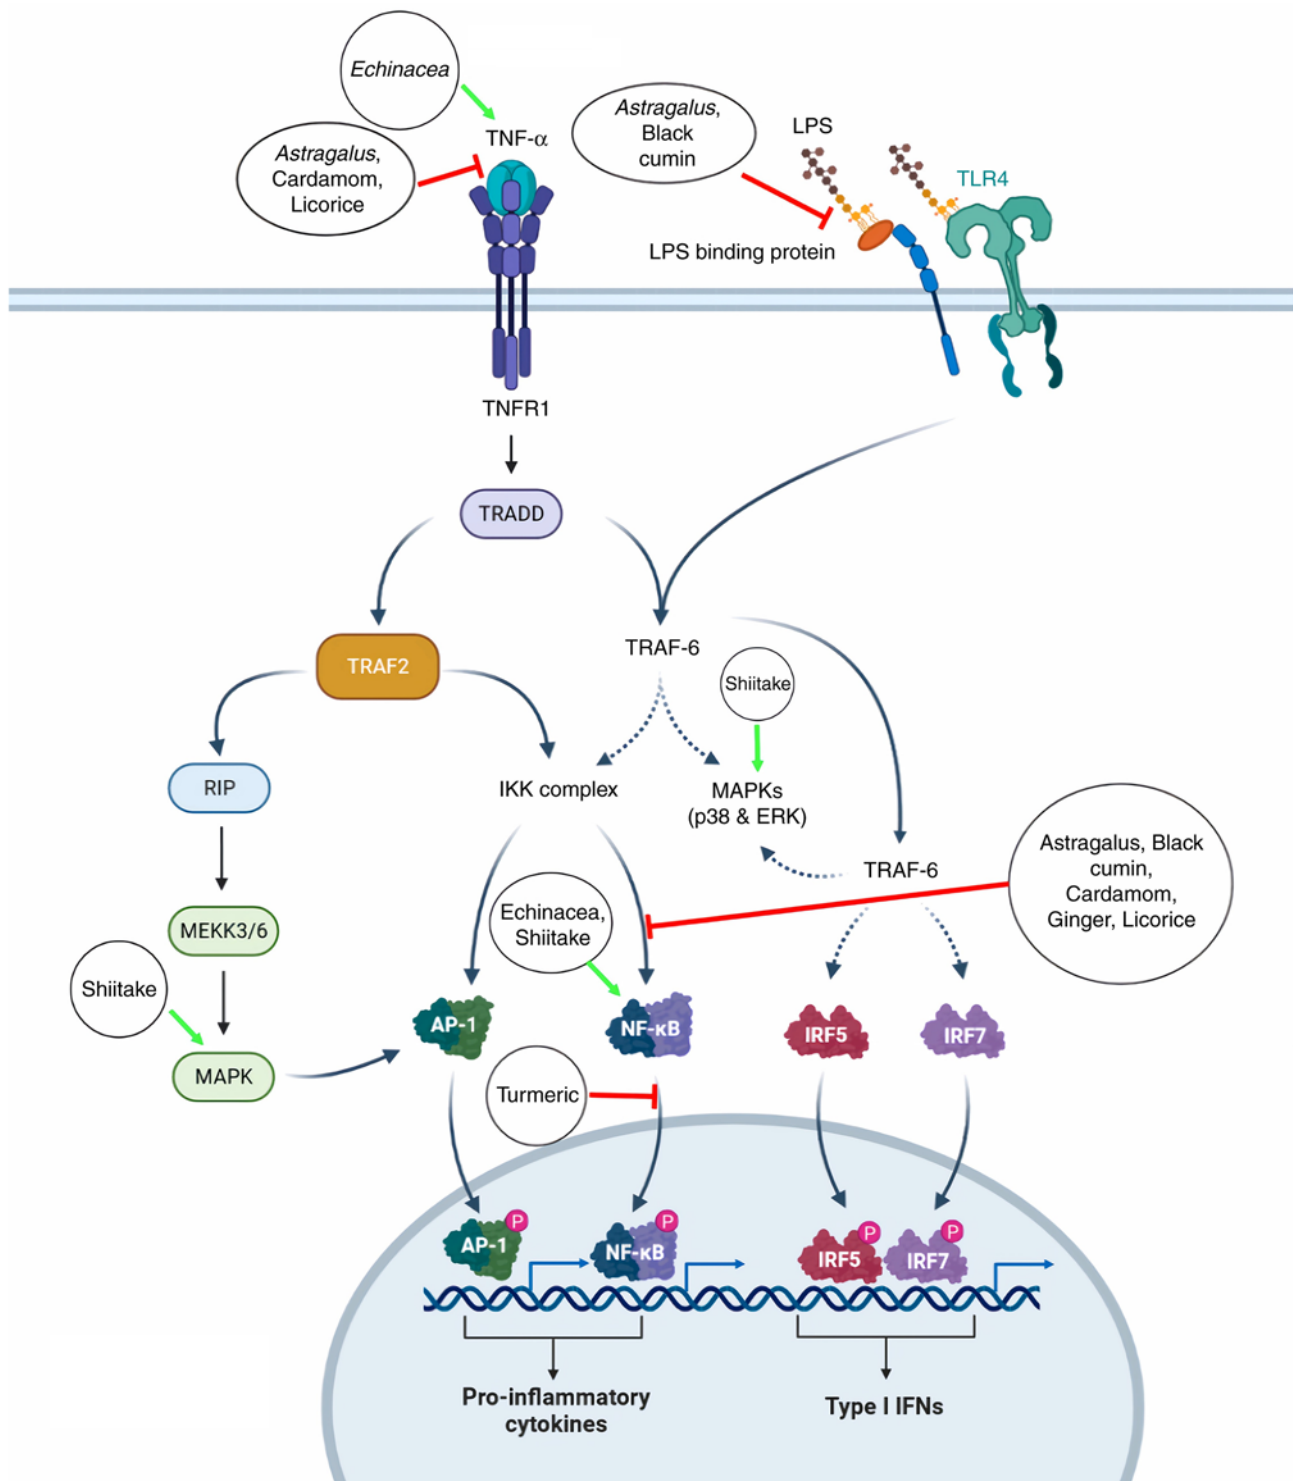 Echinacea
TNF-α
Astragalus,
Cardamom,
Licorice
Astragalus,
Black
cumin
LPS
TLR4
LPS binding protein
TNFR1
TRADD
TRAF2
TRAF-6
Shiitake
RIP
IKK complex
MAPKs
(p38 & ERK)
TRAF-6
Astragalus, Black
cumin,
Cardamom,
Ginger, Licorice
MEKK3/6
Echinacea,
Shiitake
Shiitake
MAPK
AP-1
NF-κB
IRF5
IRF7
Turmeric
AP-1
P
NF-κB
P
IRF5
P
IRF7
P
Pro-inflammatory
cytokines
Type I IFNs